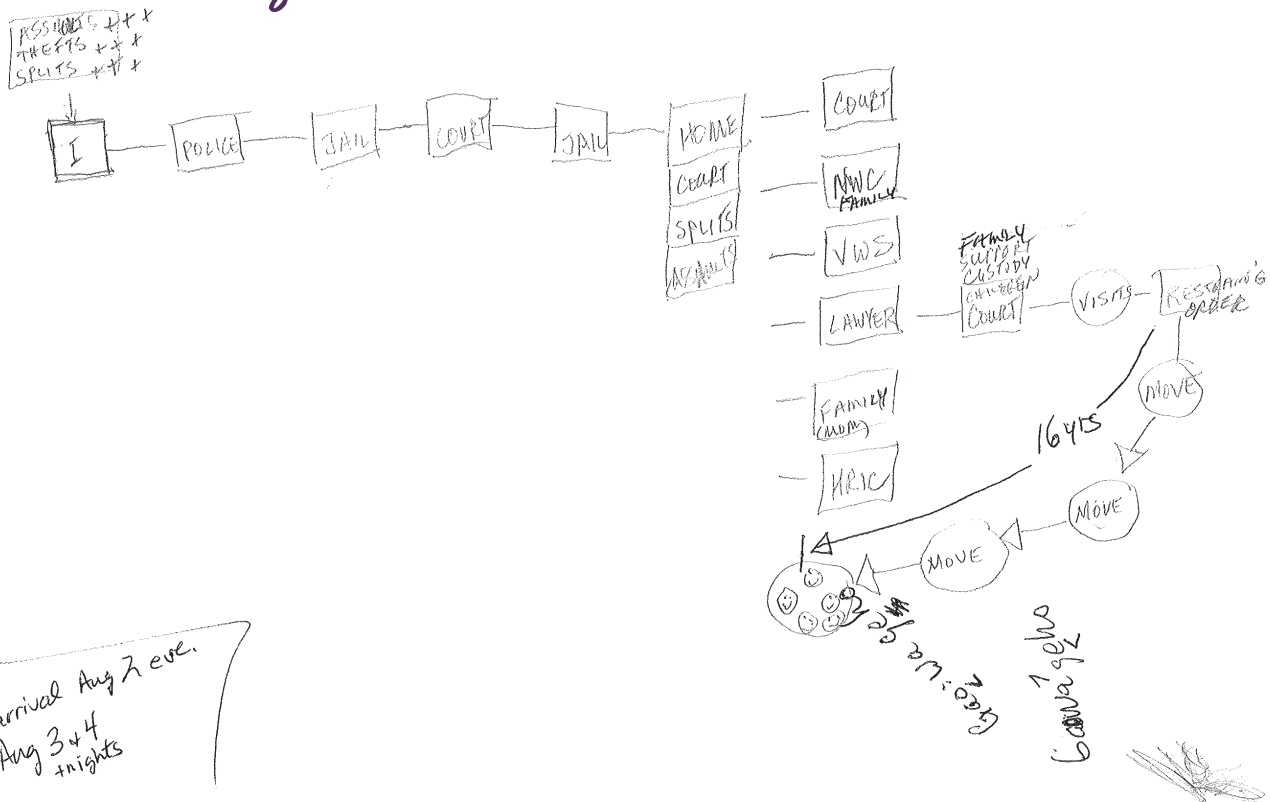 ASSAULTS + + +
THEFTS + + +
SPLITS + + +
I
POLICE
JAIL
COURT
JAIL
HOME
COURT
SPLITS
ASSAULTS
COURT
NWC
FAMILY
VWS
LAWYER
FAMILY
(MOM)
HRIC
FAMILY
SUPPORT
CUSTODY
CHILDREN
COURT
VISITS
RESTRAIN'G
ORDER
MOVE
16 yrs
MOVE
MOVE
arrival Aug 2 eve.
Aug 3 & 4
+nights